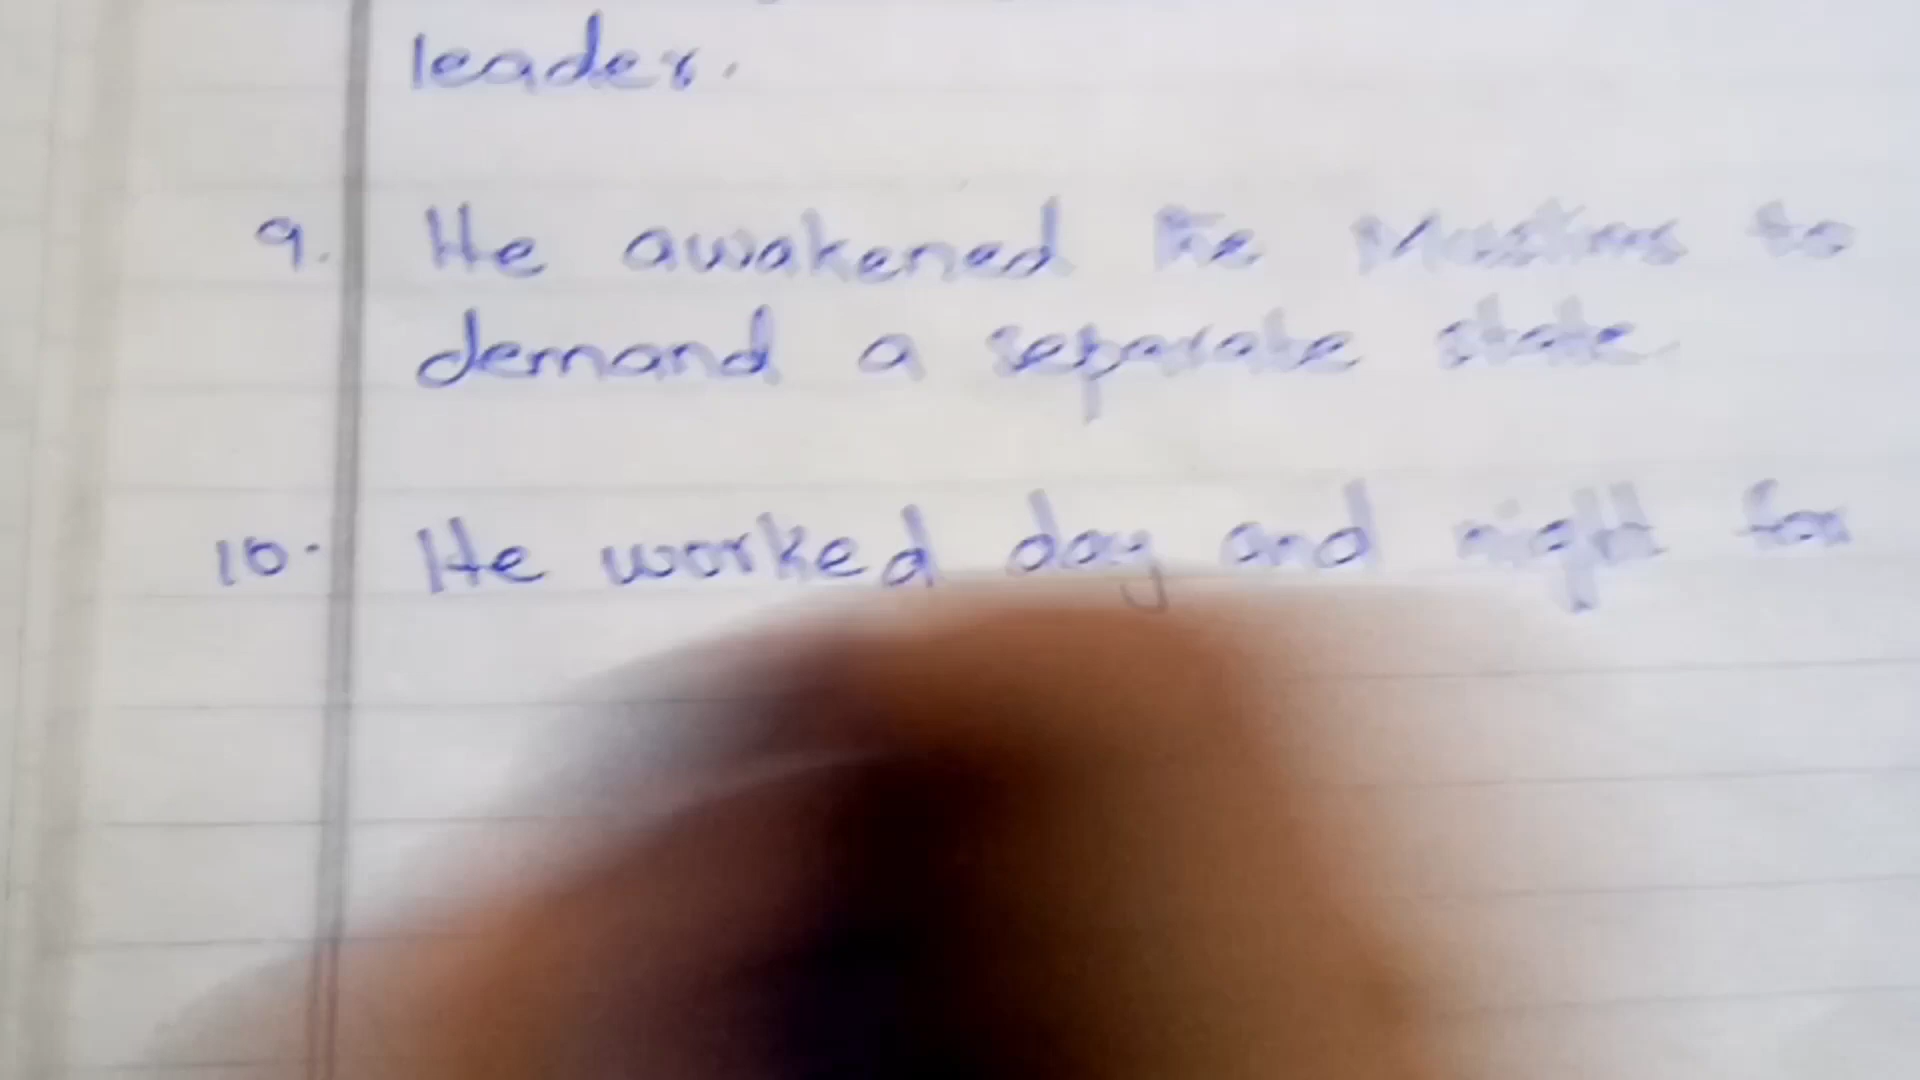 leader.
9. He awakened the Muslims to
demand a separate state
10. He worked day and night for